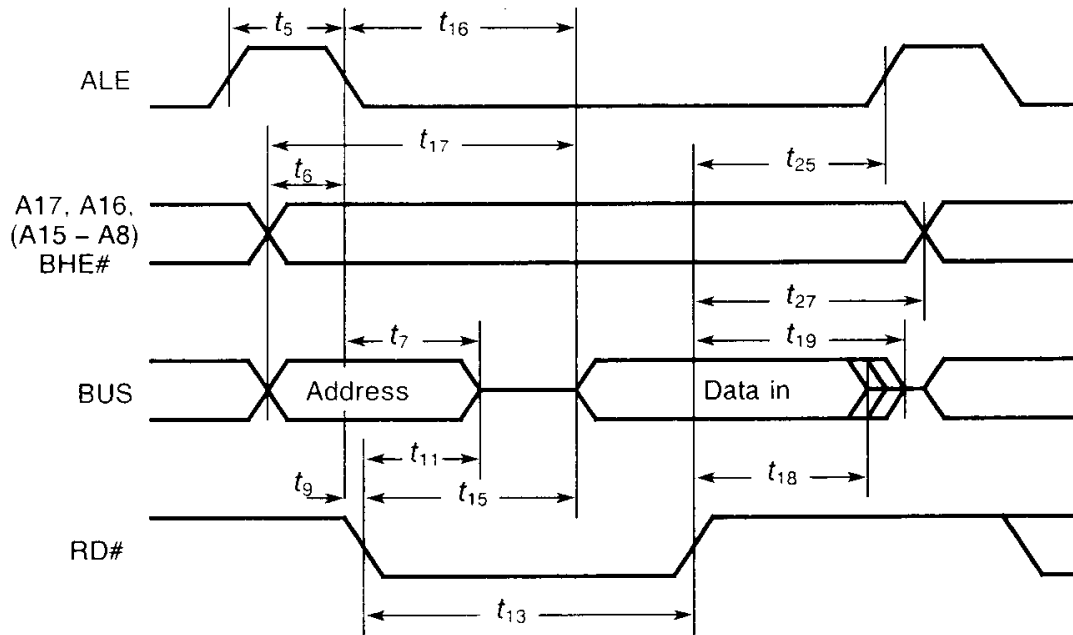 t₅
t₁₆
ALE
t₁₇
t₆
t₂₅
A17, A16,
(A15 – A8)
BHE#
t₂₇
t₇
t₁₉
BUS
Address
Data in
t₁₁
t₉
t₁₅
t₁₈
RD#
t₁₃